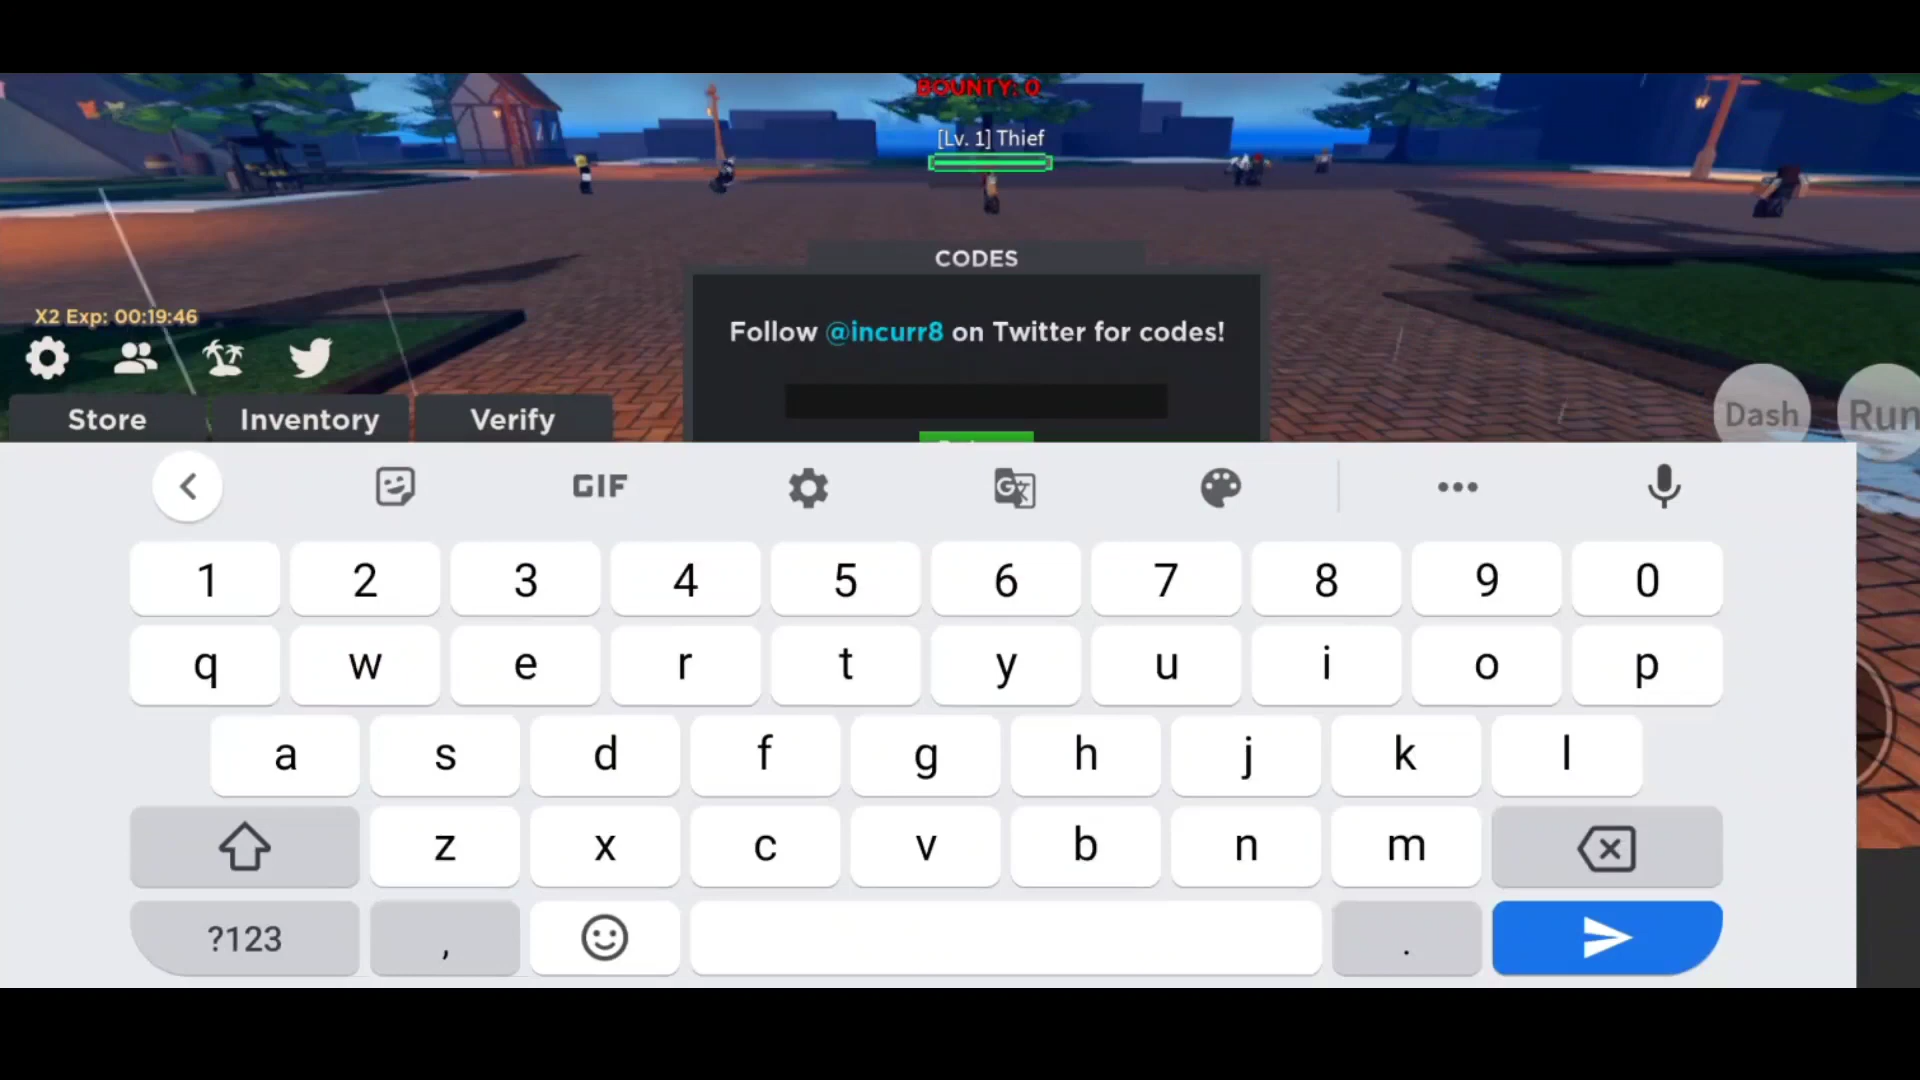 BOUNTY: 0
[Lv. 1] Thief
CODES
Follow @incurr8 on Twitter for codes!
X2 Exp: 00:19:46
Store Inventory Verify
Dash Run
GIF
1 2 3 4 5 6 7 8 9 0
q w e r t y u i o p
a s d f g h j k l
z x c v b n m
?123 , .